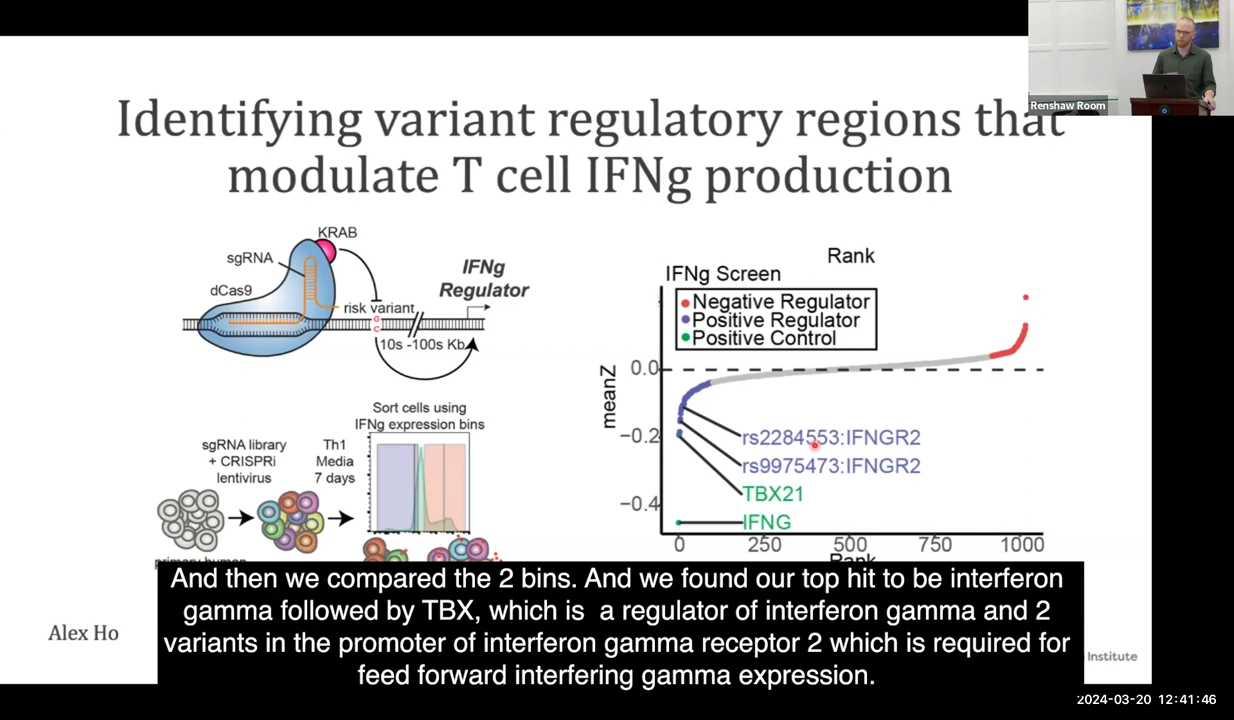 Renshaw Room
Identifying variant regulatory regions that
modulate T cell IFNg production
KRAB
sgRNA
dCas9
risk variant
IFNg
Regulator
10s -100s Kb
Sort cells using
IFNg expression bins
sgRNA library
+ CRISPRi
lentivirus
Th1
Media
7 days
Rank
IFNg Screen
Negative Regulator
Positive Regulator
Positive Control
meanZ
0.0
−0.2
−0.4
rs2284553:IFNGR2
rs9975473:IFNGR2
TBX21
IFNG
0 250 500 750 1000
Rank
And then we compared the 2 bins. And we found our top hit to be interferon
gamma followed by TBX, which is a regulator of interferon gamma and 2
variants in the promoter of interferon gamma receptor 2 which is required for
feed forward interfering gamma expression.
Alex Ho
Institute
2024-03-20 12:41:46